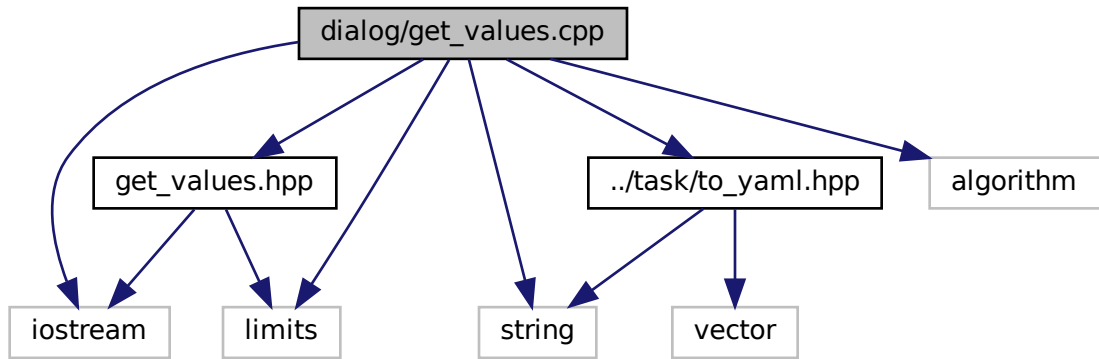 dialog/get_values.cpp
get_values.hpp
../task/to_yaml.hpp
algorithm
iostream
limits
string
vector